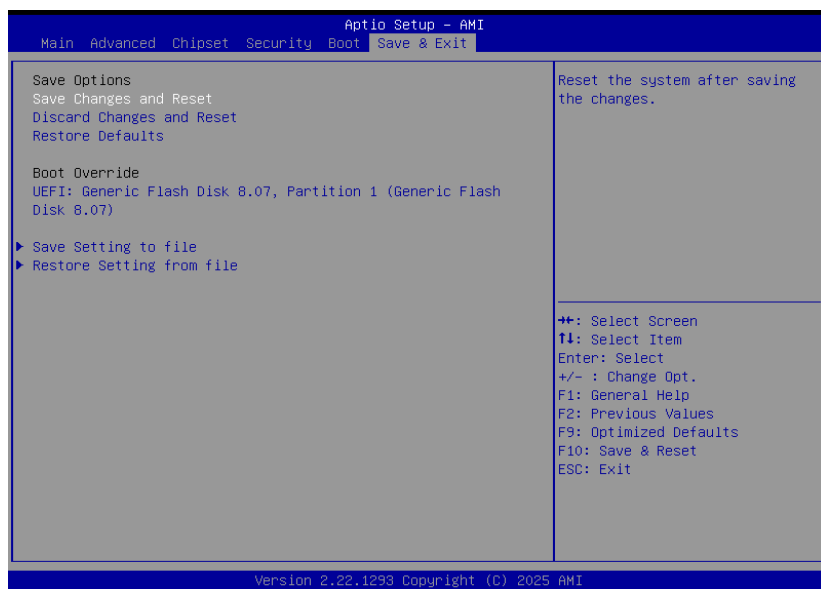 Aptio Setup – AMI
Main Advanced Chipset Security Boot Save & Exit
Save Options
Save Changes and Reset
Discard Changes and Reset
Restore Defaults
Boot Override
UEFI: Generic Flash Disk 8.07, Partition 1 (Generic Flash
Disk 8.07)
Save Setting to file
Restore Setting from file
Reset the system after saving
the changes.
→←: Select Screen
↑↓: Select Item
Enter: Select
+/- : Change Opt.
F1: General Help
F2: Previous Values
F9: Optimized Defaults
F10: Save & Reset
ESC: Exit
Version 2.22.1293 Copyright (C) 2025 AMI